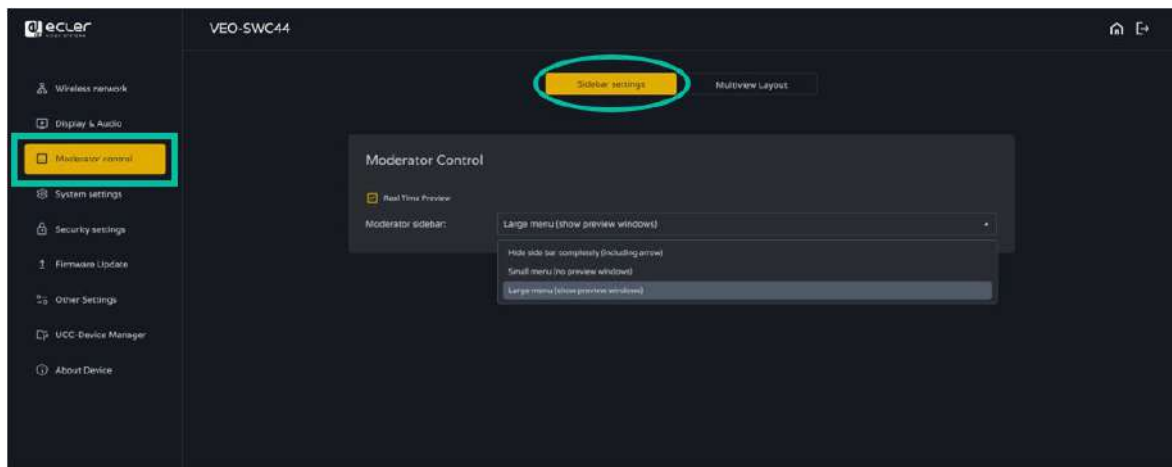 ecler
VEO-SWC44
Wireless network
Display & Audio
Moderator control
System settings
Security settings
Firmware Update
Other Settings
UCC-Device Manager
About Device
Sidebar settings
Multiview Layout
Moderator Control
Real Time Preview
Moderator sidebar:
Large menu (show preview windows)
Hide side bar completely (including arrow)
Small menu (no preview windows)
Large menu (show preview windows)